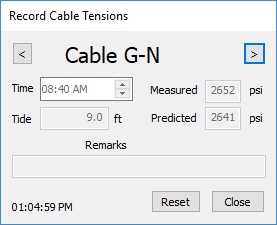 Record Cable Tensions
< Cable G-N >
Time 08:40 AM Measured 2652 psi
Tide 9.0 ft Predicted 2641 psi
Remarks
01:04:59 PM Reset Close